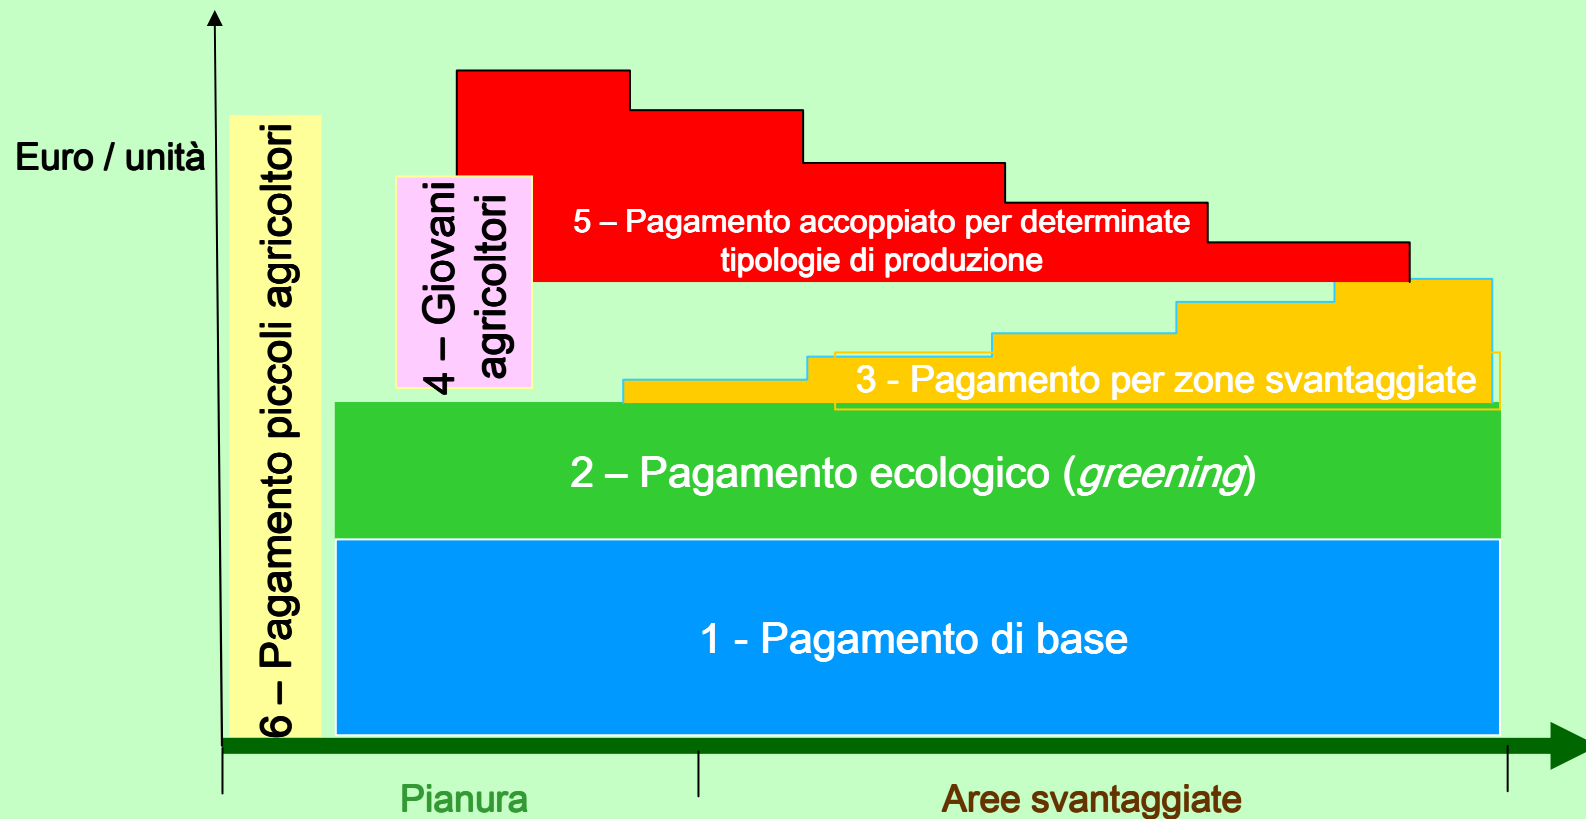 Euro / unità
6 – Pagamento piccoli agricoltori
4 – Giovani
agricoltori
5 – Pagamento accoppiato per determinate
tipologie di produzione
3 - Pagamento per zone svantaggiate
2 – Pagamento ecologico (greening)
1 - Pagamento di base
Pianura
Aree svantaggiate